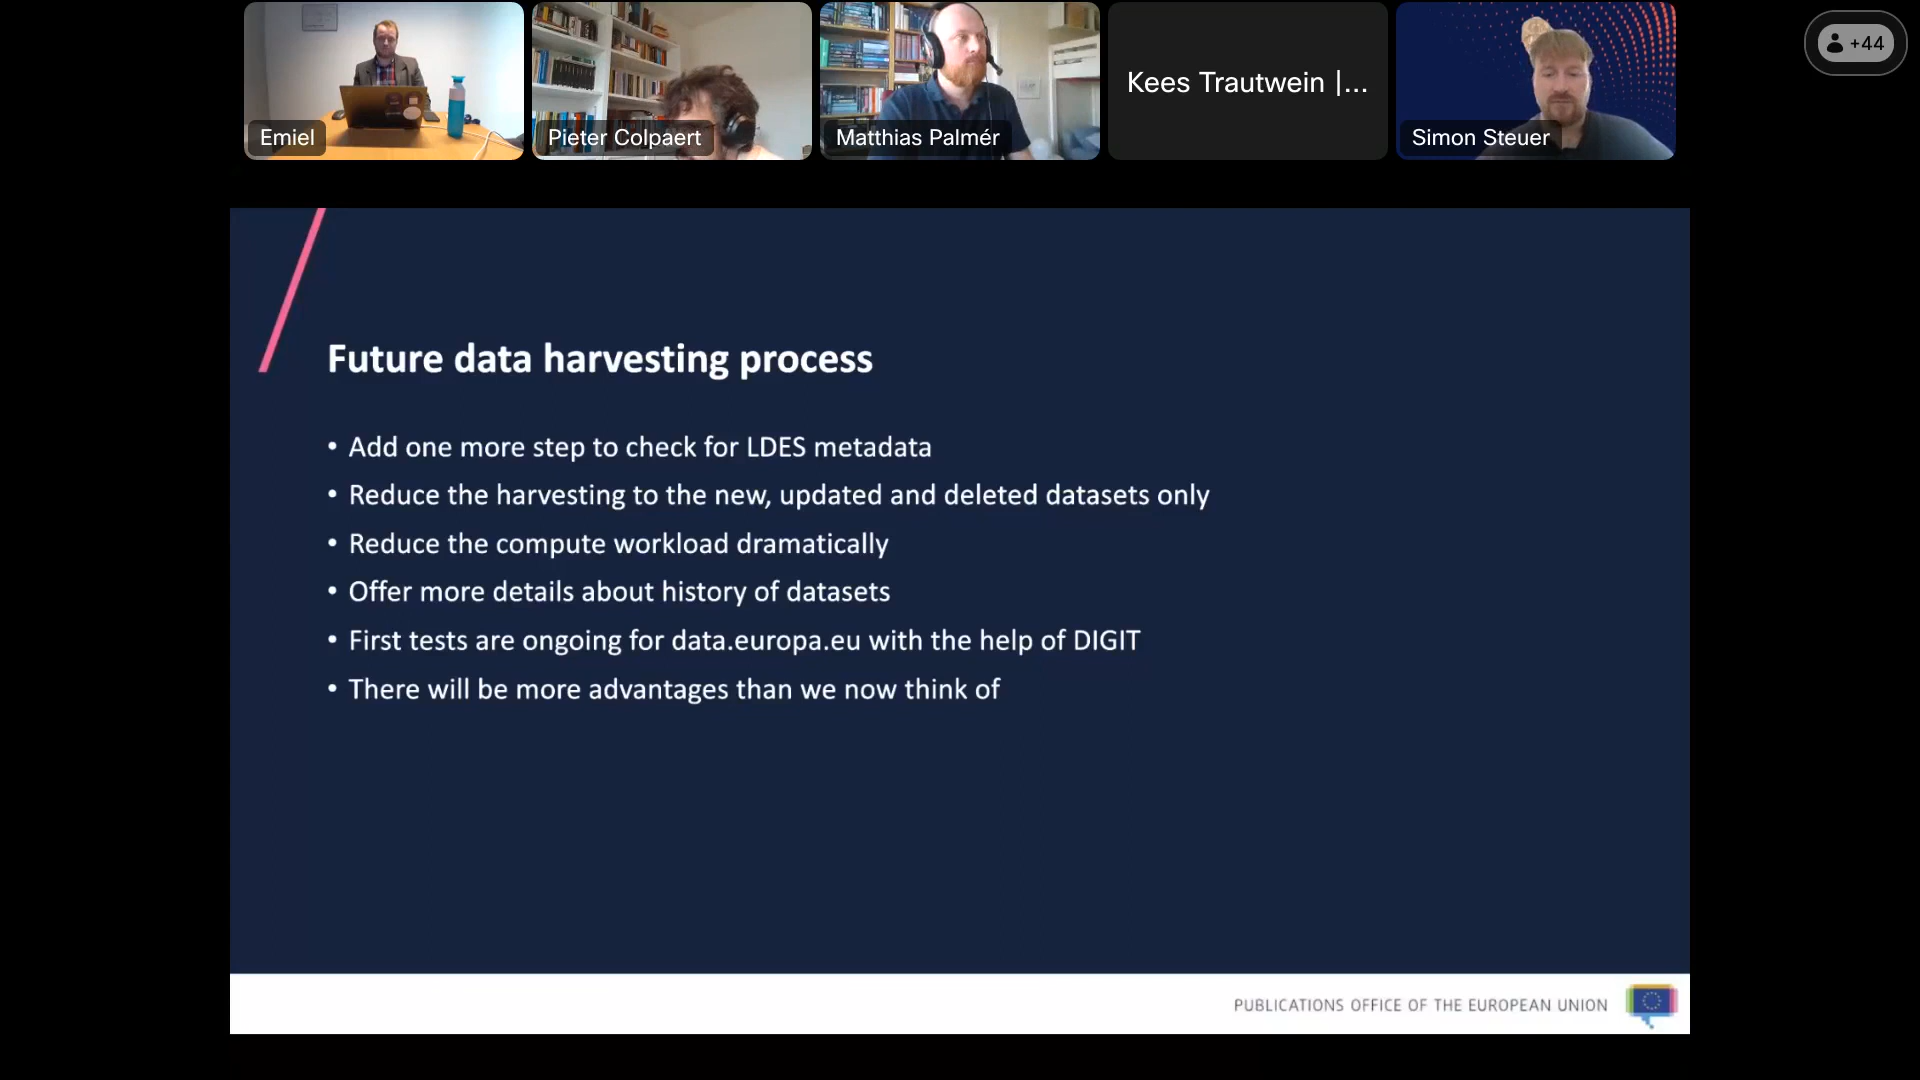 Emiel
Pieter Colpaert
Matthias Palmér
Kees Trautwein |...
Simon Steuer
+44
Future data harvesting process
• Add one more step to check for LDES metadata
• Reduce the harvesting to the new, updated and deleted datasets only
• Reduce the compute workload dramatically
• Offer more details about history of datasets
• First tests are ongoing for data.europa.eu with the help of DIGIT
• There will be more advantages than we now think of
PUBLICATIONS OFFICE OF THE EUROPEAN UNION